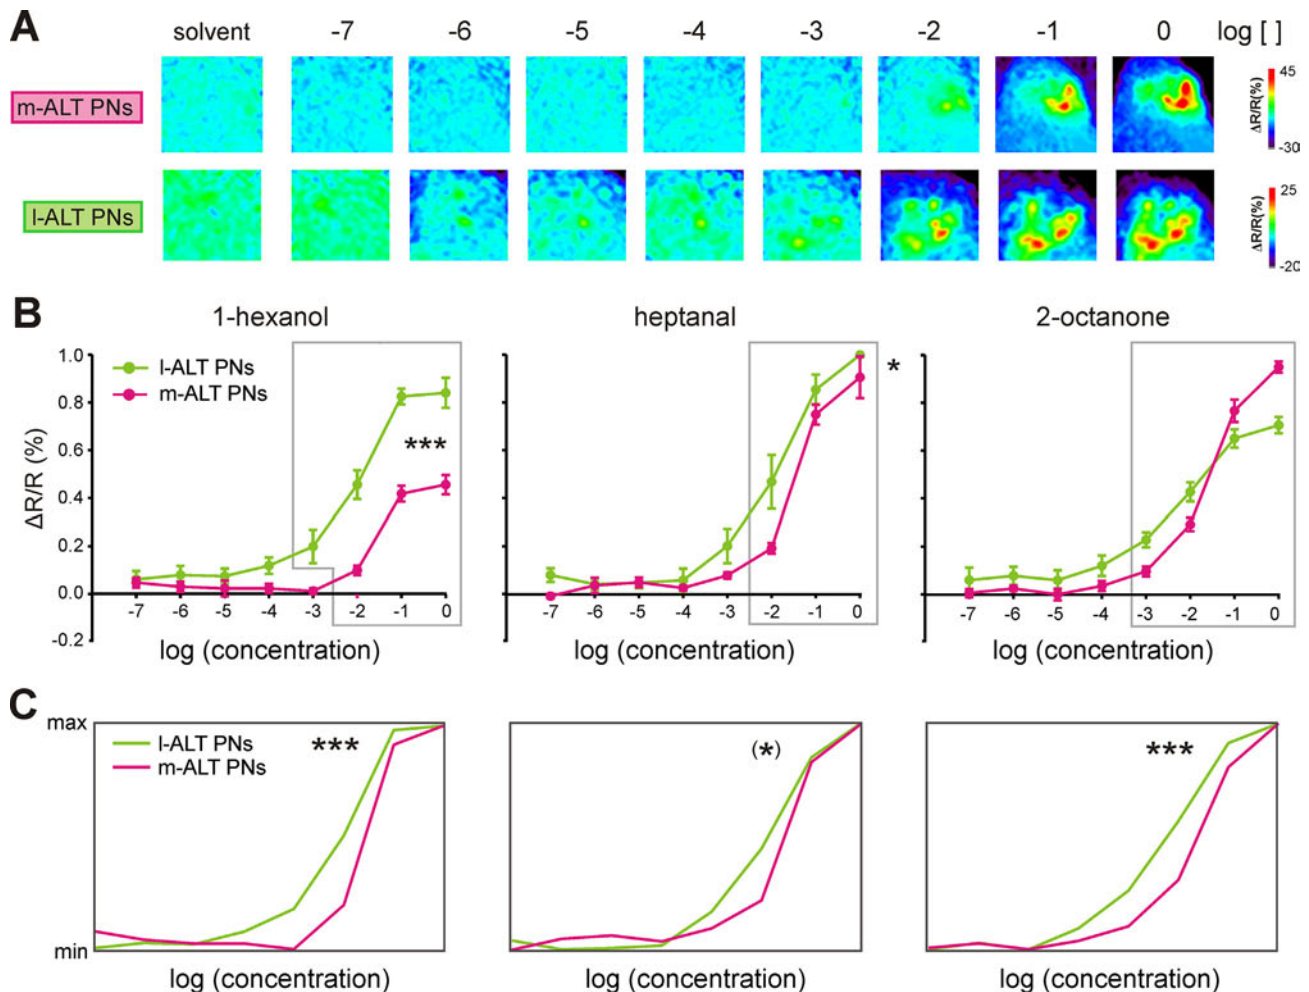 A
solvent -7 -6 -5 -4 -3 -2 -1 0 log [ ]
m-ALT PNs
45
ΔR/R(%)
-30
l-ALT PNs
25
ΔR/R(%)
-20
B
1-hexanol heptanal 2-octanone
l-ALT PNs
m-ALT PNs
ΔR/R (%)
1.0
0.8
0.6
0.4
0.2
0.0
-0.2
***
*
-7 -6 -5 -4 -3 -2 -1 0
-7 -6 -5 -4 -3 -2 -1 0
-7 -6 -5 -4 -3 -2 -1 0
log (concentration) log (concentration) log (concentration)
C
max
min
l-ALT PNs
m-ALT PNs
*** (*) ***
log (concentration) log (concentration) log (concentration)